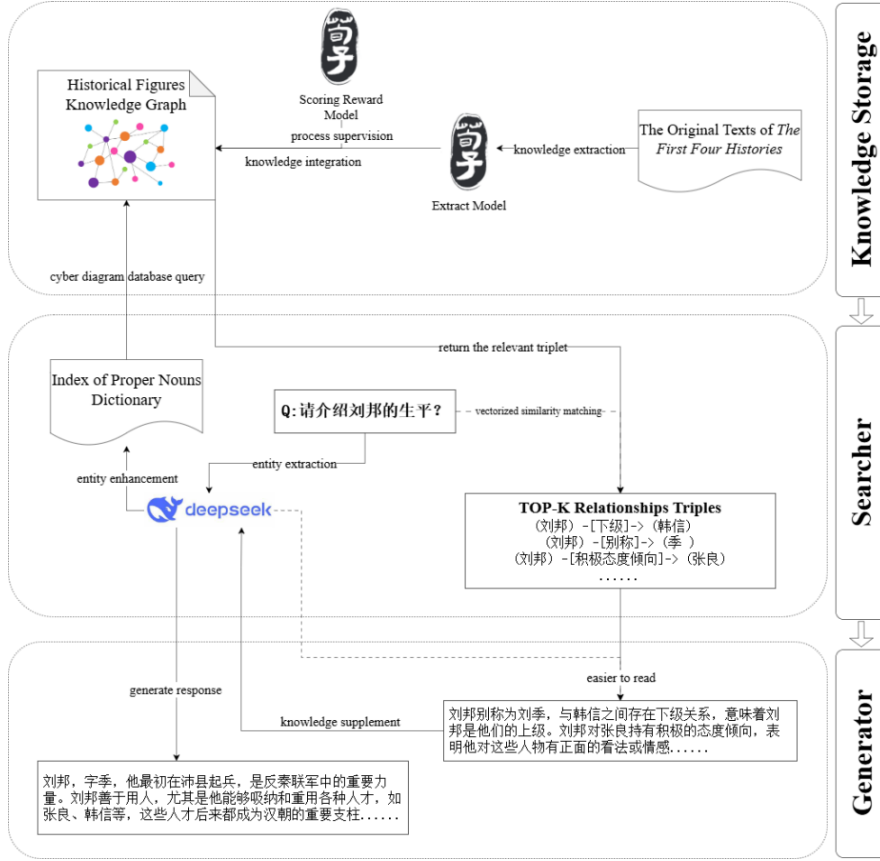 荀子
Scoring Reward
Model
Historical Figures
Knowledge Graph
process supervision
knowledge integration
荀子
Extract Model
knowledge extraction
The Original Texts of The
First Four Histories
Knowledge Storage
cyber diagram database query
return the relevant triplet
Index of Proper Nouns
Dictionary
Q:请介绍刘邦的生平?
vectorized similarity matching
entity extraction
entity enhancement
deepseek
TOP-K Relationships Triples
(刘邦) -[下级]-> (韩信)
(刘邦) -[别称]-> (季 )
(刘邦) -[积极态度倾向]-> (张良)
......
Searcher
generate response
easier to read
knowledge supplement
刘邦别称为刘季，与韩信之间存在下级关系，意味着刘
邦是他们的上级。刘邦对张良持有积极的态度倾向，表
明他对这些人物有正面的看法或情感......
刘邦，字季，他最初在沛县起兵，是反秦联军中的重要力
量。刘邦善于用人，尤其是他能够吸纳和重用各种人才，如
张良、韩信等，这些人才后来都成为汉朝的重要支柱......
Generator